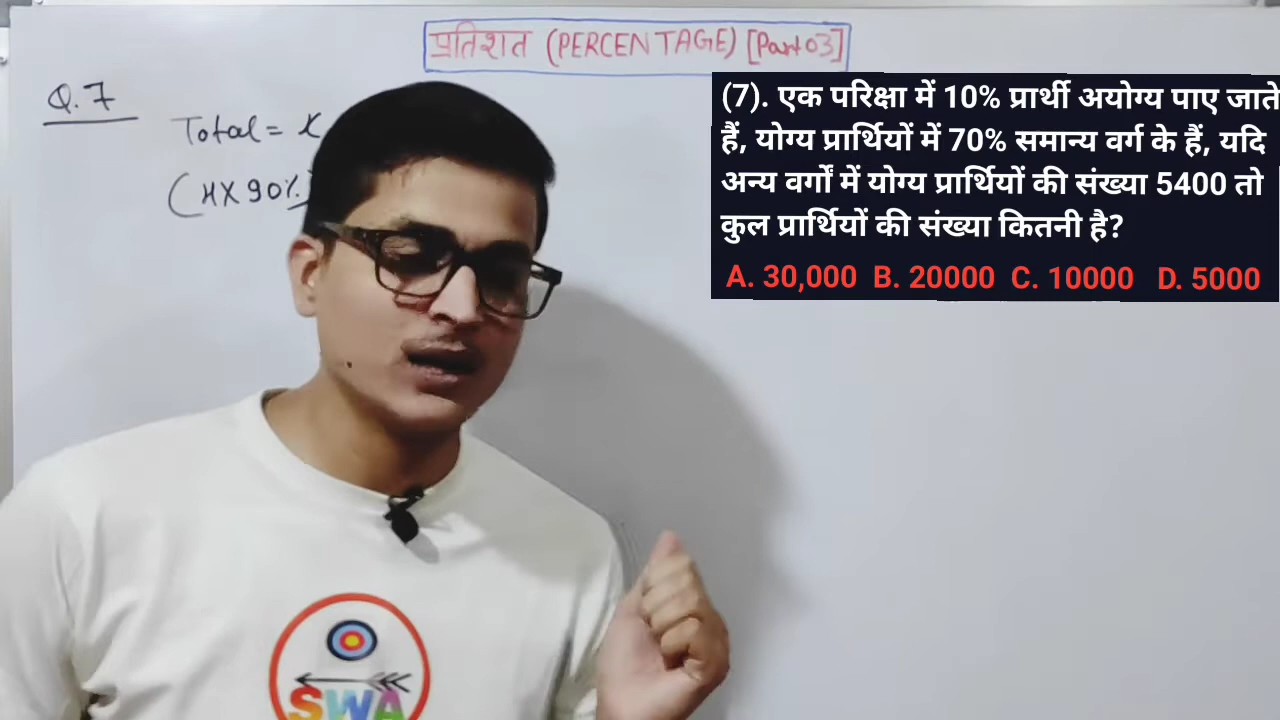 प्रतिशत (PERCENTAGE) [Part 03]
Q.7
Total = x
(x×90%)
(7). एक परिक्षा में 10% प्रार्थी अयोग्य पाए जाते
हैं, योग्य प्रार्थियों में 70% समान्य वर्ग के हैं, यदि
अन्य वर्गों में योग्य प्रार्थियों की संख्या 5400 तो
कुल प्रार्थियों की संख्या कितनी है?
A. 30,000 B. 20000 C. 10000 D. 5000
SWA